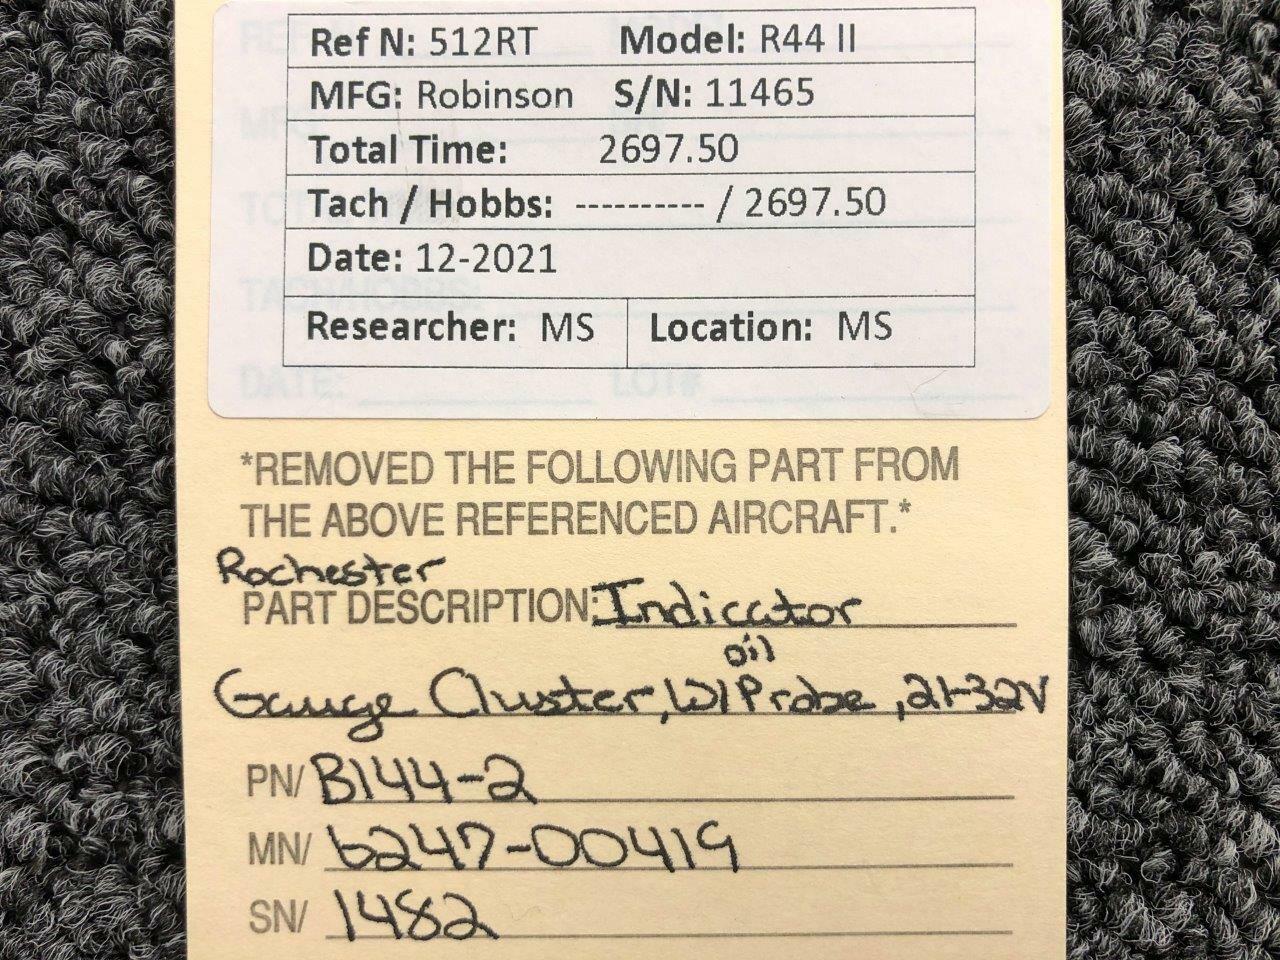 Ref N: 512RT Model: R44 II
MFG: Robinson S/N: 11465
Total Time: 2697.50
Tach / Hobbs: ---------- / 2697.50
Date: 12-2021
Researcher: MS Location: MS
*REMOVED THE FOLLOWING PART FROM
THE ABOVE REFERENCED AIRCRAFT.*
Rochester
PART DESCRIPTION: Indicator
oil
Gauge Cluster, W/Probe, 21-32V
PN/ B144-2
MN/ 6247-00419
SN/ 1482